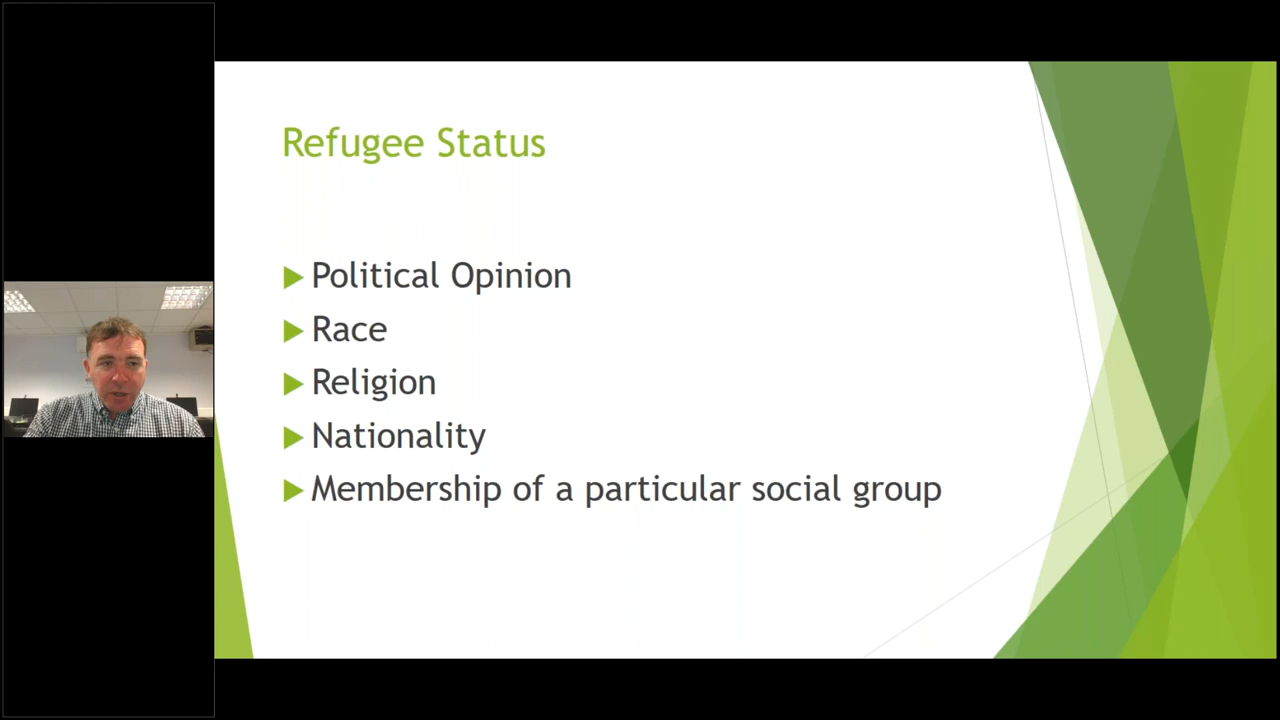 Refugee Status
Political Opinion
Race
Religion
Nationality
Membership of a particular social group